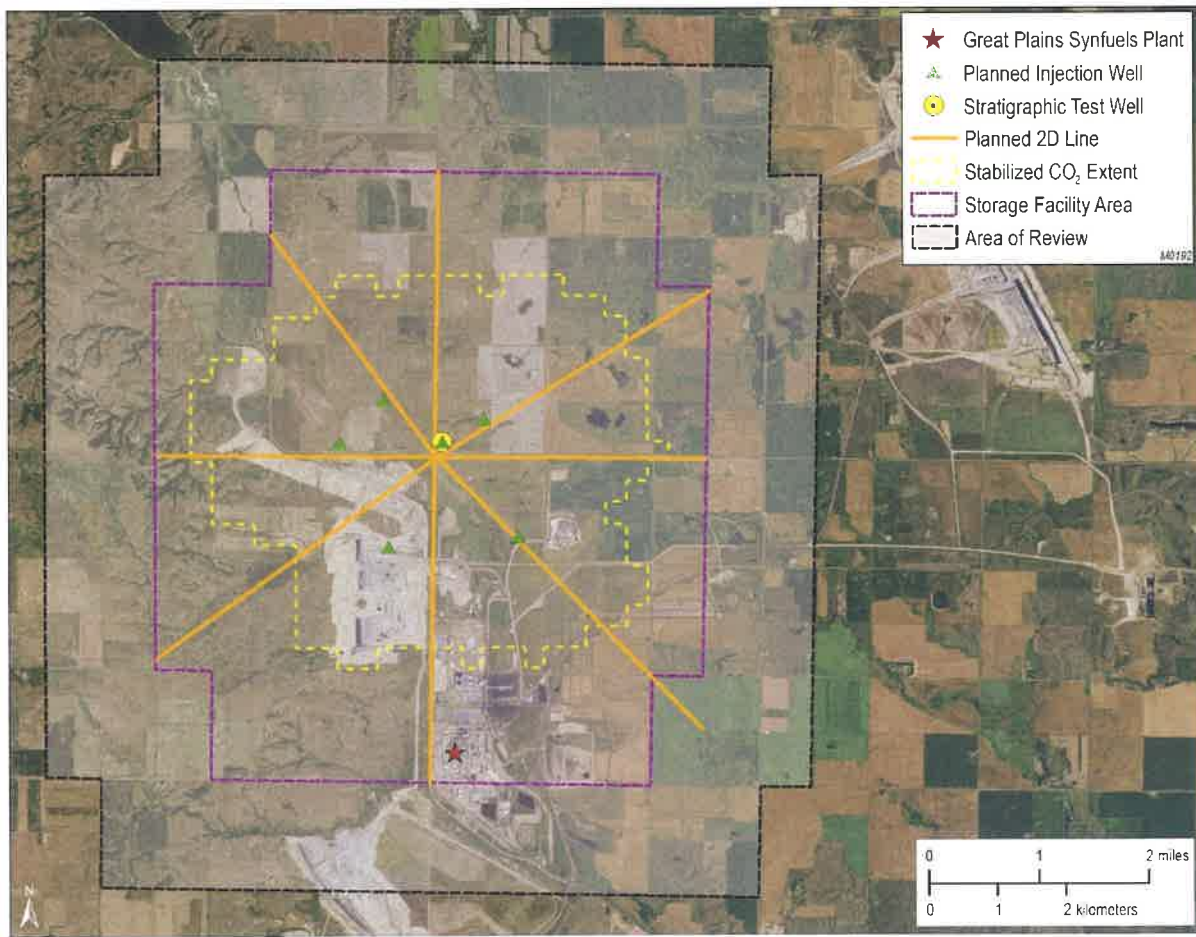 Great Plains Synfuels Plant
Planned Injection Well
Stratigraphic Test Well
Planned 2D Line
Stabilized CO₂ Extent
Storage Facility Area
Area of Review
M0192
0 1 2 miles
0 1 2 kilometers
N